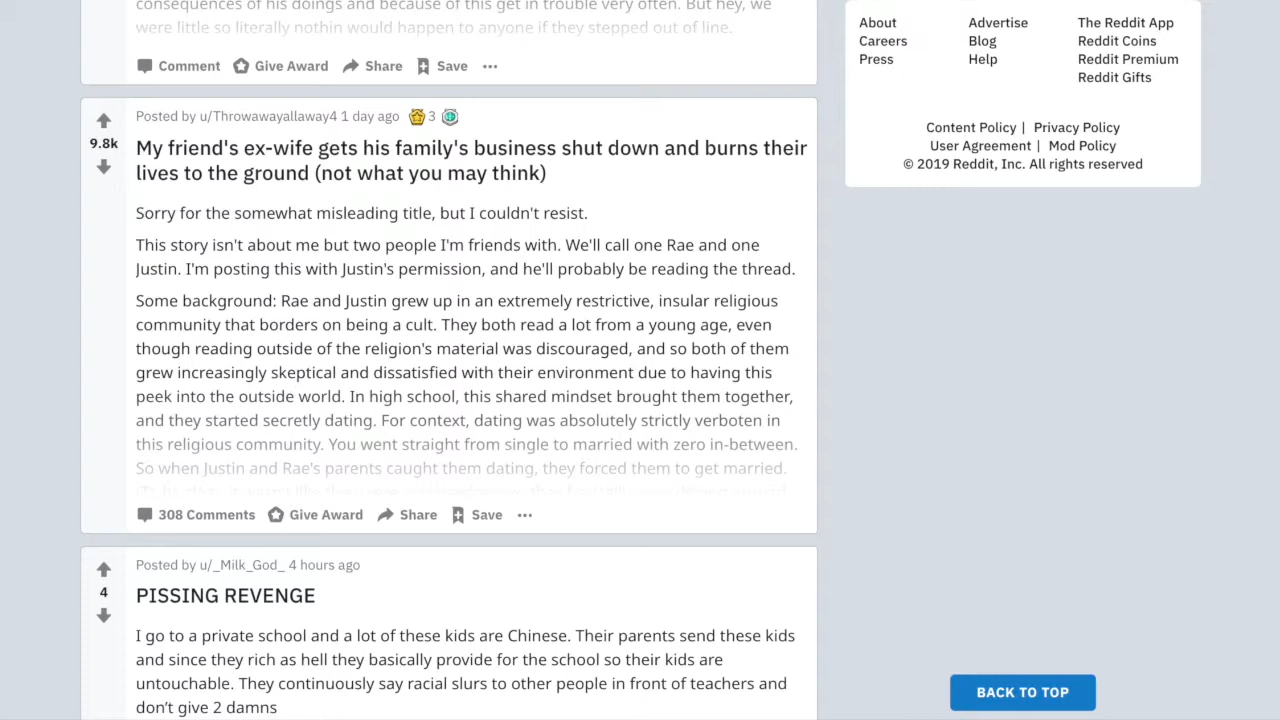 consequences of his doings and because of this get in trouble very often. But hey, we
were little so literally nothin would happen to anyone if they stepped out of line.
Comment Give Award Share Save
Posted by u/Throwawayallaway4 1 day ago 3
9.8k
My friend's ex-wife gets his family's business shut down and burns their
lives to the ground (not what you may think)
Sorry for the somewhat misleading title, but I couldn't resist.
This story isn't about me but two people I'm friends with. We'll call one Rae and one
Justin. I'm posting this with Justin's permission, and he'll probably be reading the thread.
Some background: Rae and Justin grew up in an extremely restrictive, insular religious
community that borders on being a cult. They both read a lot from a young age, even
though reading outside of the religion's material was discouraged, and so both of them
grew increasingly skeptical and dissatisfied with their environment due to having this
peek into the outside world. In high school, this shared mindset brought them together,
and they started secretly dating. For context, dating was absolutely strictly verboten in
this religious community. You went straight from single to married with zero in-between.
So when Justin and Rae's parents caught them dating, they forced them to get married.
308 Comments Give Award Share Save
Posted by u/_Milk_God_ 4 hours ago
4
PISSING REVENGE
I go to a private school and a lot of these kids are Chinese. Their parents send these kids
and since they rich as hell they basically provide for the school so their kids are
untouchable. They continuously say racial slurs to other people in front of teachers and
don't give 2 damns
About Advertise The Reddit App
Careers Blog Reddit Coins
Press Help Reddit Premium
Reddit Gifts
Content Policy | Privacy Policy
User Agreement | Mod Policy
© 2019 Reddit, Inc. All rights reserved
BACK TO TOP